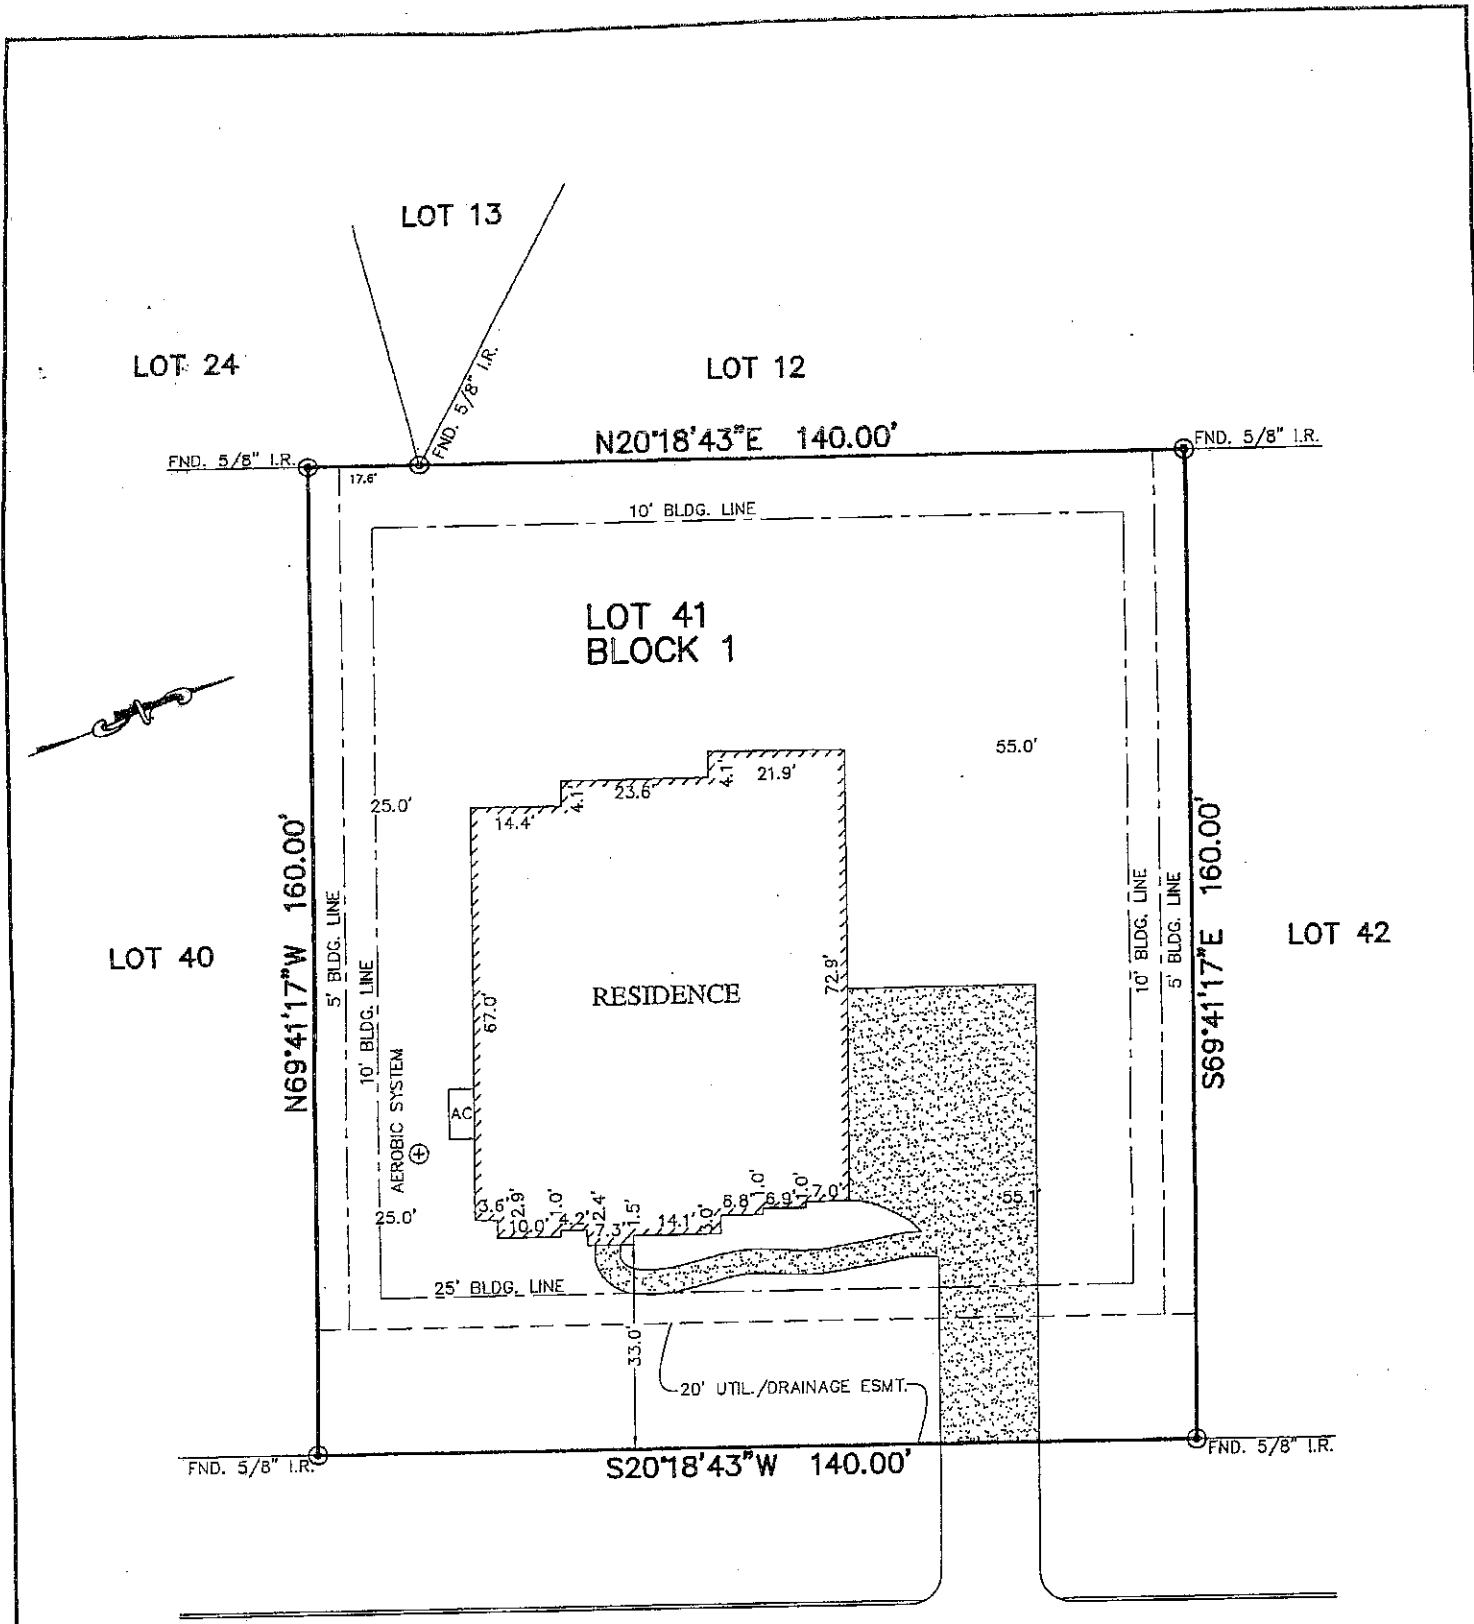 LOT 13
LOT 24
LOT 12
FND. 5/8" I.R.
N20°18'43"E 140.00'
FND. 5/8" I.R.
FND. 5/8" I.R.
17.6'
10' BLDG. LINE
LOT 41
BLOCK 1
55.0'
21.9'
4.1'
23.6'
4.1'
25.0'
14.4'
N69°41'17"W 160.00'
S69°41'17"E 160.00'
5' BLDG. LINE
10' BLDG. LINE
10' BLDG. LINE
5' BLDG. LINE
LOT 40
LOT 42
72.9'
67.0'
RESIDENCE
AC
AEROBIC SYSTEM
25.0'
3.6'
2.9'
10.0'
1.0'
4.2'
2.4'
7.3'
1.5'
14.1'
3.0'
6.8'
1.0'
6.9'
1.0'
7.0'
55.1'
25' BLDG. LINE
33.0'
20' UTIL./DRAINAGE ESMT.
FND. 5/8" I.R.
S20°18'43"W 140.00'
FND. 5/8" I.R.